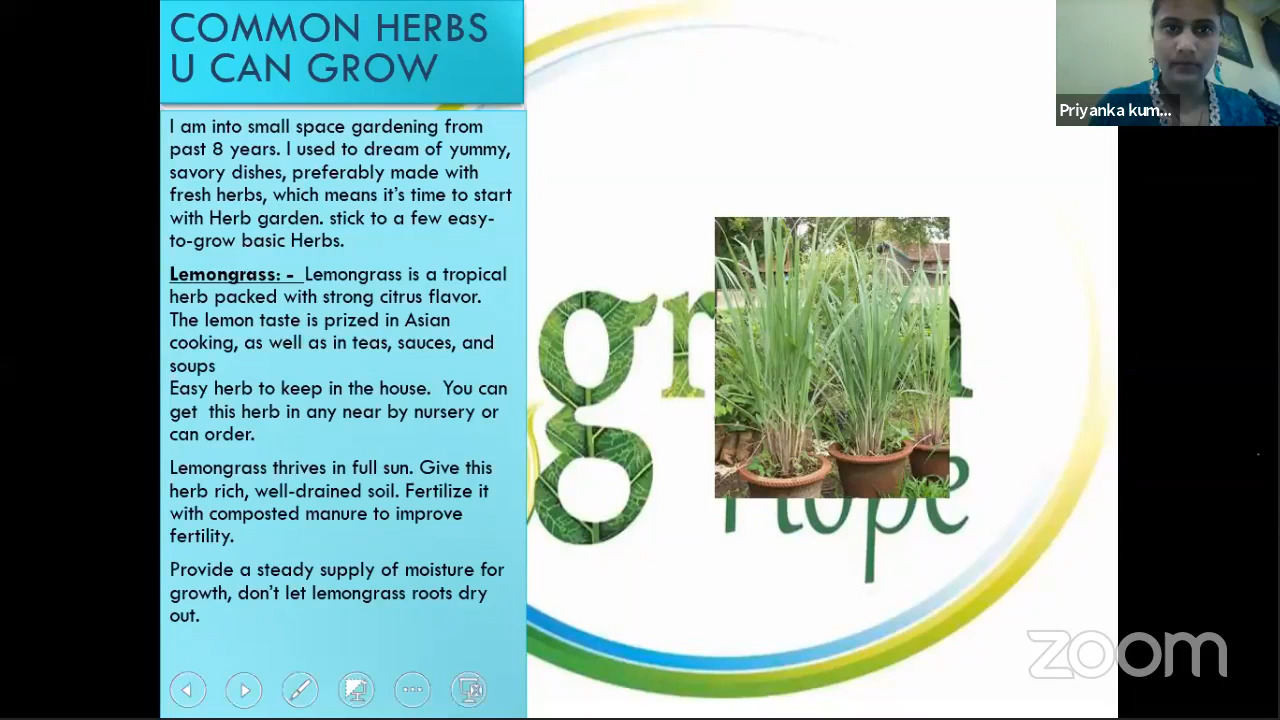 COMMON HERBS
U CAN GROW
I am into small space gardening from
past 8 years. I used to dream of yummy,
savory dishes, preferably made with
fresh herbs, which means it's time to start
with Herb garden. stick to a few easy-
to-grow basic Herbs.
Lemongrass: - Lemongrass is a tropical
herb packed with strong citrus flavor.
The lemon taste is prized in Asian
cooking, as well as in teas, sauces, and
soups
Easy herb to keep in the house. You can
get this herb in any near by nursery or
can order.
Lemongrass thrives in full sun. Give this
herb rich, well-drained soil. Fertilize it
with composted manure to improve
fertility.
Provide a steady supply of moisture for
growth, don't let lemongrass roots dry
out.
Hope
Priyanka kum...
zoom